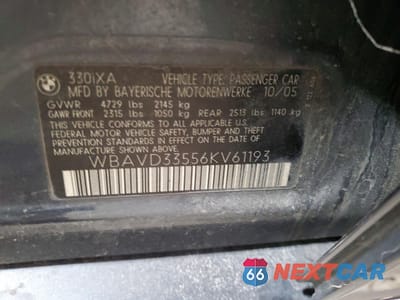 330iXA VEHICLE TYPE: PASSENGER CAR
MFD BY BAYERISCHE MOTORENWERKE 10/05
GVWR 4729 lbs 2145 kg
GAWR FRONT 2315 lbs 1050 kg REAR 2513 lbs 1140 kg
THIS VEHICLE CONFORMS TO ALL APPLICABLE
FEDERAL MOTOR VEHICLE SAFETY, BUMPER, AND THEFT
PREVENTION STANDARDS IN EFFECT ON THE DATE OF
MANUFACTURE SHOWN ABOVE.
WBAVD33556KV61193
66 NEXTCAR